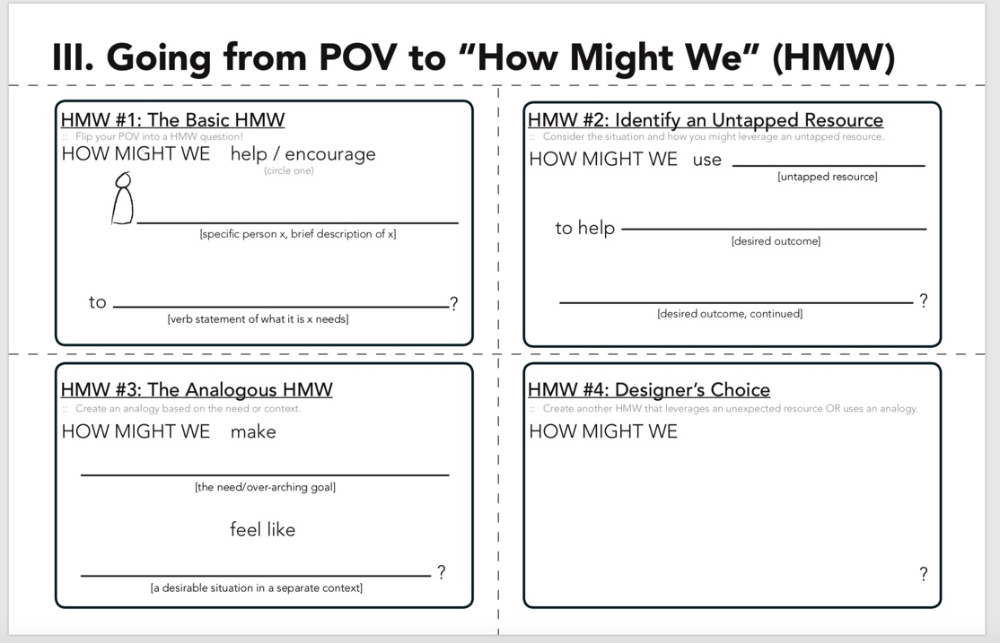 III. Going from POV to “How Might We” (HMW)
HMW #1: The Basic HMW
:: Flip your POV into a HMW question!
HOW MIGHT WE help / encourage
(circle one)
[specific person x, brief description of x]
to ?
[verb statement of what it is x needs]
HMW #2: Identify an Untapped Resource
:: Consider the situation and how you might leverage an untapped resource.
HOW MIGHT WE use
[untapped resource]
to help
[desired outcome]
?
[desired outcome, continued]
HMW #3: The Analogous HMW
:: Create an analogy based on the need or context.
HOW MIGHT WE make
[the need/over-arching goal]
feel like
?
[a desirable situation in a separate context]
HMW #4: Designer’s Choice
:: Create another HMW that leverages an unexpected resource OR uses an analogy.
HOW MIGHT WE
?